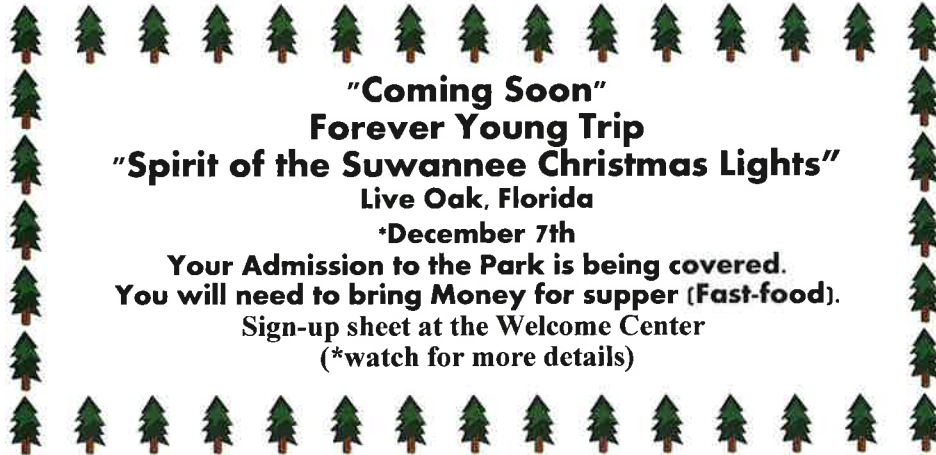 "Coming Soon"
Forever Young Trip
"Spirit of the Suwannee Christmas Lights"
Live Oak, Florida
*December 7th
Your Admission to the Park is being covered.
You will need to bring Money for supper (Fast-food).
Sign-up sheet at the Welcome Center
(*watch for more details)